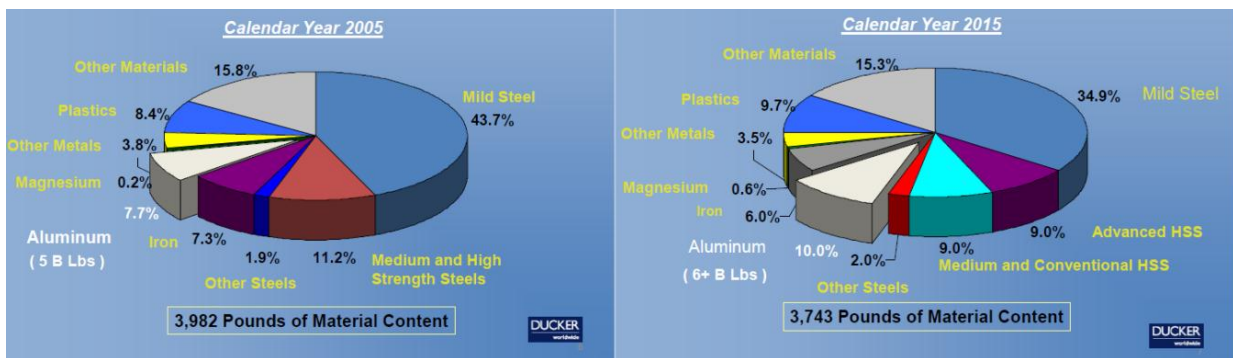 Calendar Year 2005
Other Materials
15.8%
Plastics
8.4%
Mild Steel
43.7%
Other Metals
3.8%
Magnesium
0.2%
7.7%
Aluminum
( 5 B Lbs )
Iron
7.3%
1.9%
Other Steels
11.2%
Medium and High
Strength Steels
3,982 Pounds of Material Content
DUCKER
worldwide
Calendar Year 2015
Other Materials
15.3%
Plastics
9.7%
34.9%
Mild Steel
Other Metals
3.5%
Magnesium
0.6%
Iron
6.0%
Aluminum
10.0%
( 6+ B Lbs )
2.0%
Other Steels
9.0%
Medium and Conventional HSS
9.0%
Advanced HSS
3,743 Pounds of Material Content
DUCKER
worldwide